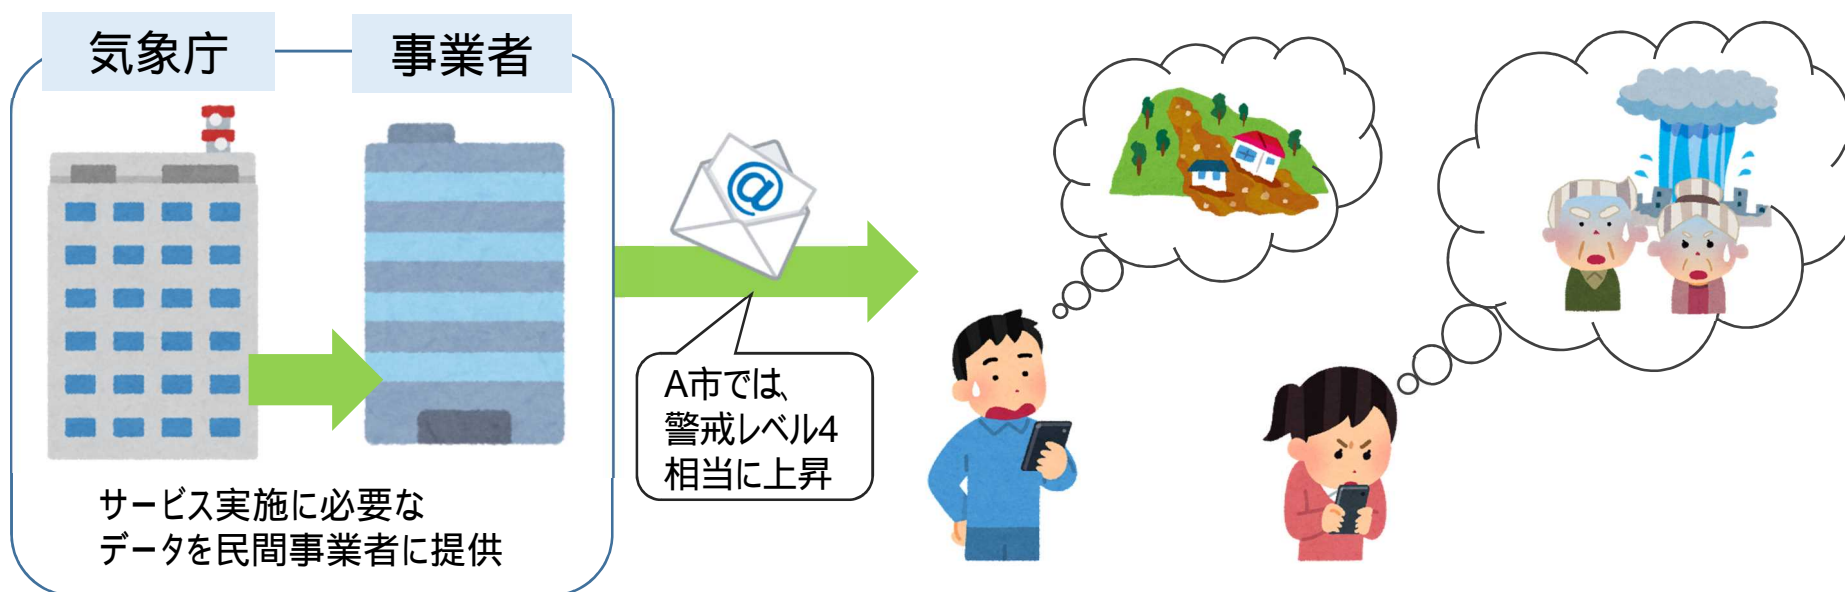 気象庁
事業者
サービス実施に必要な
データを民間事業者に提供
@
A市では、
警戒レベル4
相当に上昇